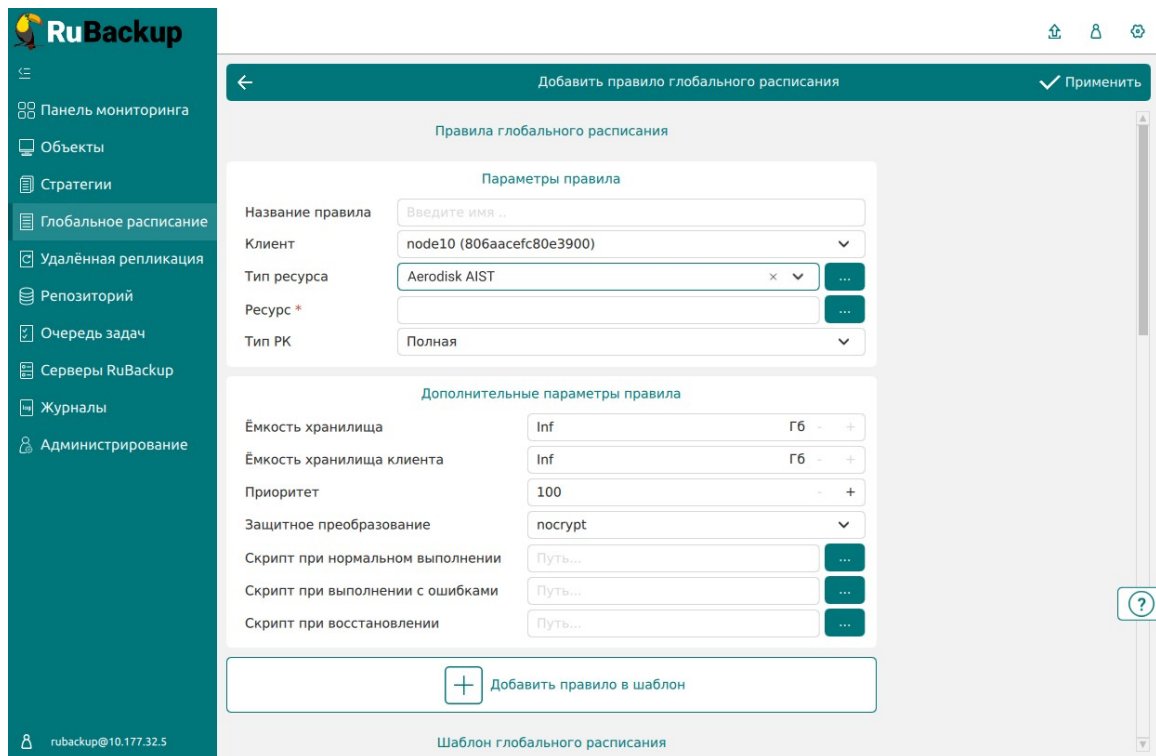 RuBackup
Панель мониторинга
Объекты
Стратегии
Глобальное расписание
Удалённая репликация
Репозиторий
Очередь задач
Серверы RuBackup
Журналы
Администрирование
rubackup@10.177.32.5
Добавить правило глобального расписания
Применить
Правила глобального расписания
Параметры правила
Название правила Введите имя ..
Клиент node10 (806aacefc80e3900)
Тип ресурса Aerodisk AIST × ...
Ресурс * ...
Тип РК Полная
Дополнительные параметры правила
Ёмкость хранилища Inf Гб - +
Ёмкость хранилища клиента Inf Гб - +
Приоритет 100 - +
Защитное преобразование nocrypt
Скрипт при нормальном выполнении Путь... ...
Скрипт при выполнении с ошибками Путь... ...
Скрипт при восстановлении Путь... ...
?
+ Добавить правило в шаблон
Шаблон глобального расписания